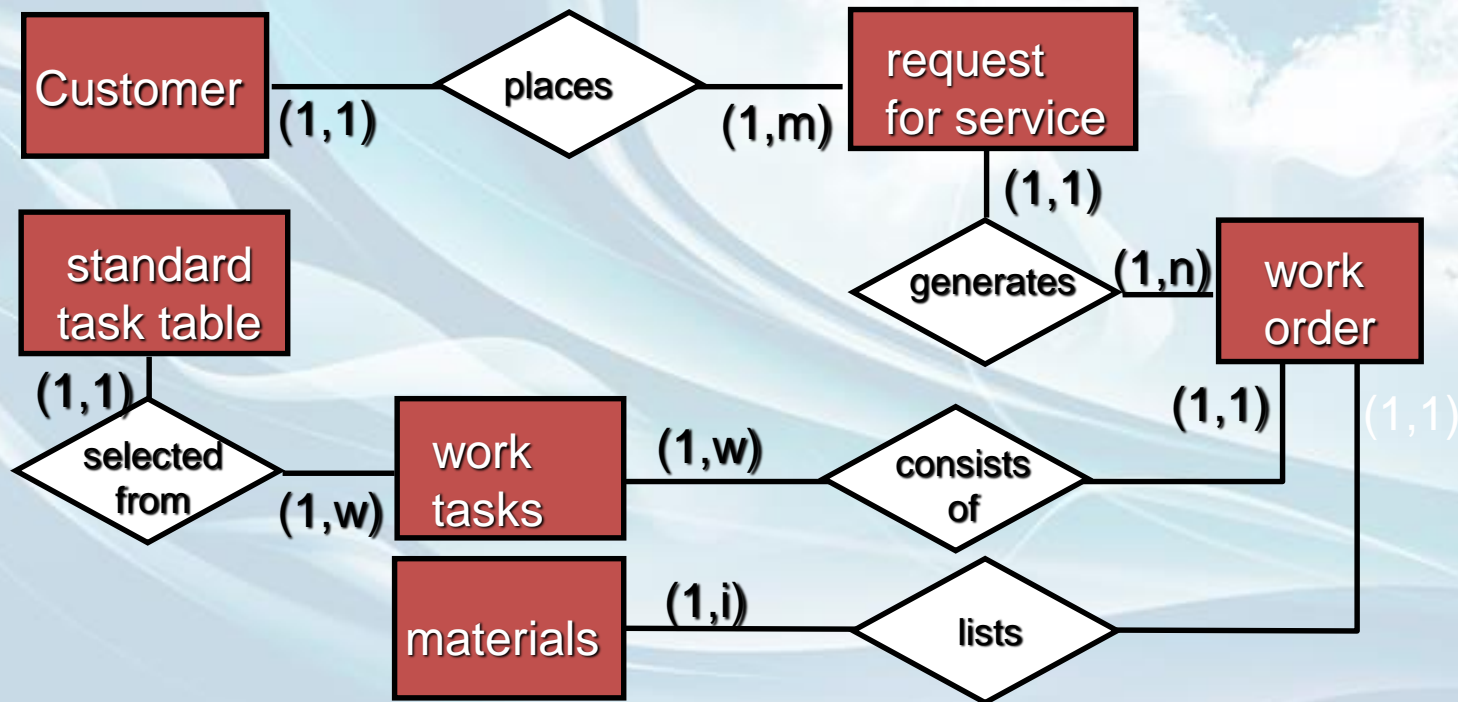 Customer
(1,1)
places
(1,m)
request
for service
(1,1)
standard
task table
generates
(1,n)
work
order
(1,1)
(1,1)
(1,1)
selected
from
(1,w)
work
tasks
(1,w)
consists
of
materials
(1,i)
lists